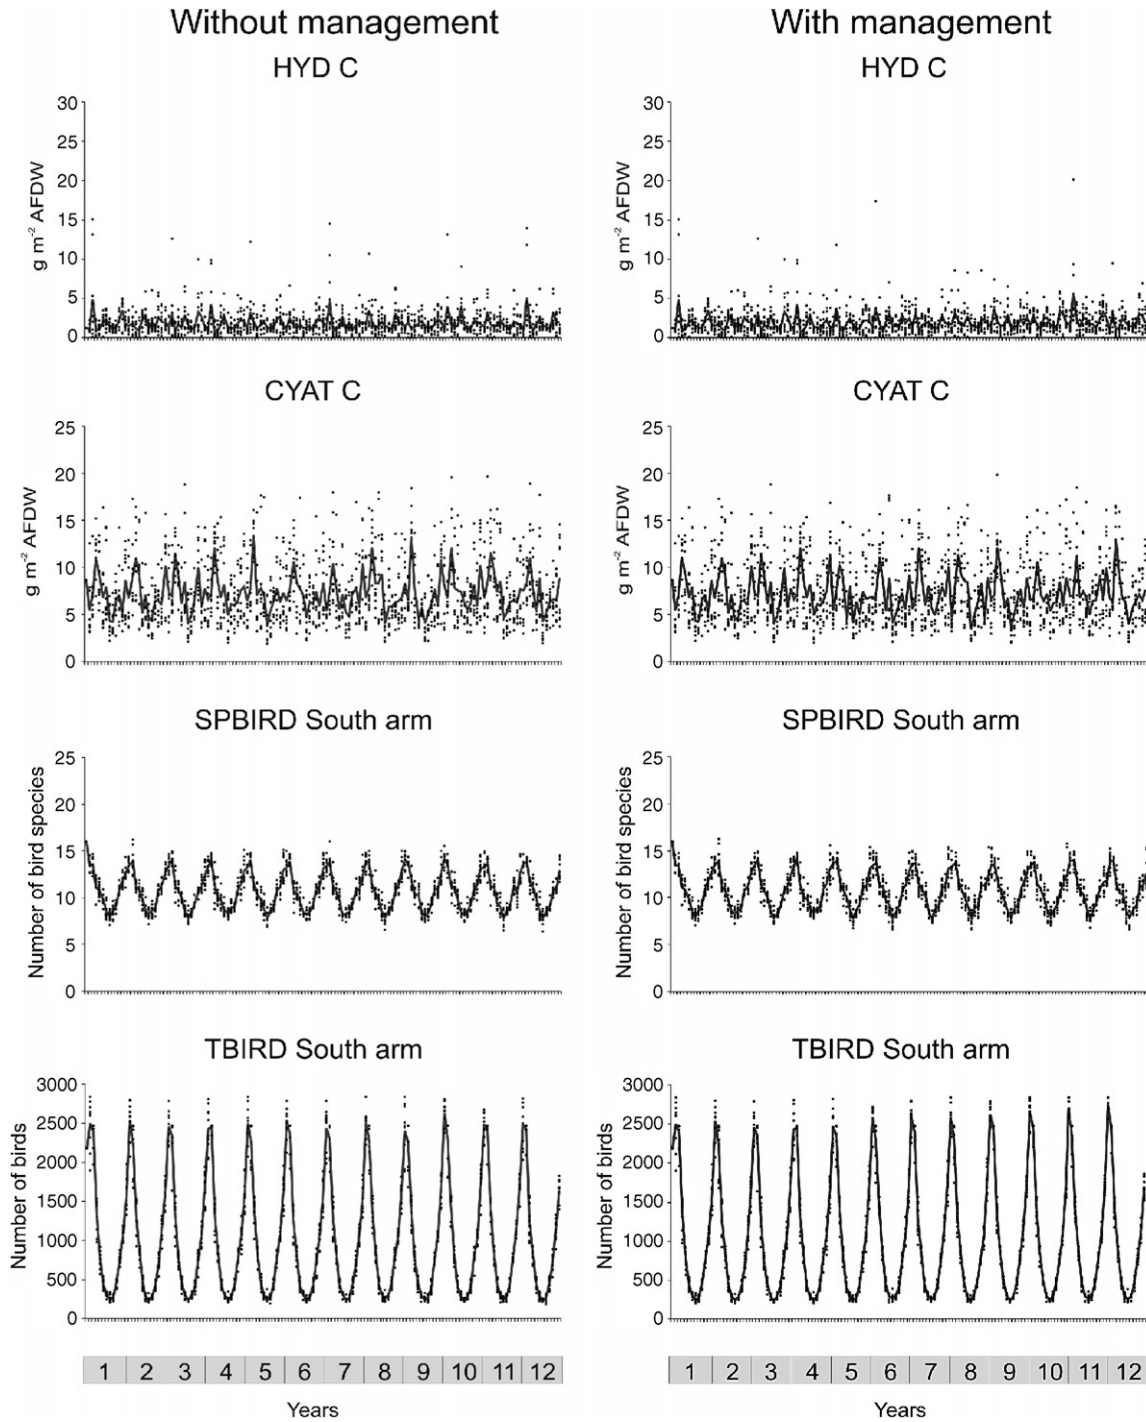 Without management
With management
HYD C
HYD C
30
25
20
15
10
5
0
g m⁻² AFDW
30
25
20
15
10
5
0
g m⁻² AFDW
CYAT C
CYAT C
25
20
15
10
5
0
g m⁻² AFDW
25
20
15
10
5
0
g m⁻² AFDW
SPBIRD South arm
SPBIRD South arm
25
20
15
10
5
0
Number of bird species
25
20
15
10
5
0
Number of bird species
TBIRD South arm
TBIRD South arm
3000
2500
2000
1500
1000
500
0
Number of birds
3000
2500
2000
1500
1000
500
0
Number of birds
1 2 3 4 5 6 7 8 9 10 11 12
1 2 3 4 5 6 7 8 9 10 11 12
Years
Years